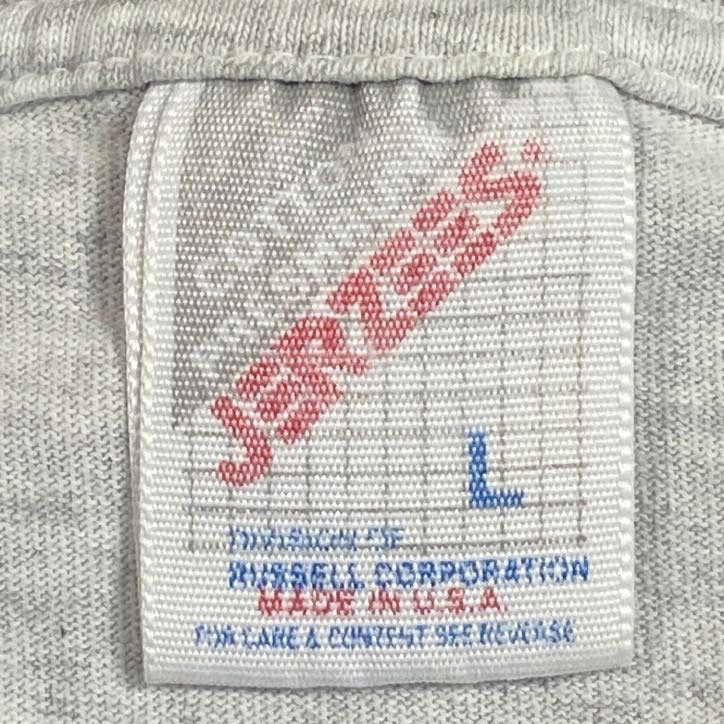 JERZEES
L
DIVISION OF
RUSSELL CORPORATION
MADE IN U.S.A.
FOR CARE & CONTENT SEE REVERSE